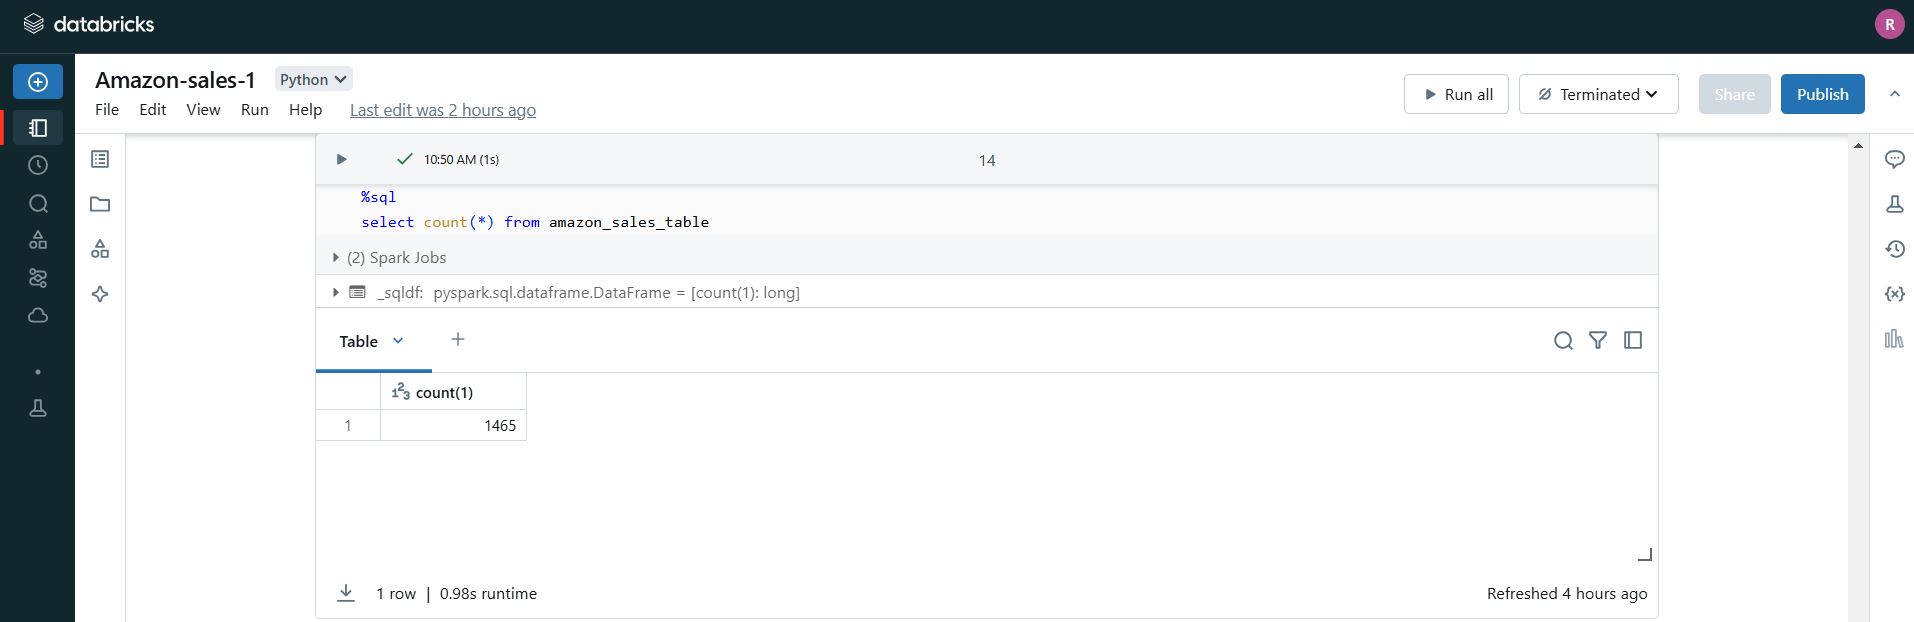 databricks
R
Amazon-sales-1 Python
File Edit View Run Help Last edit was 2 hours ago
Run all Terminated Share Publish
10:50 AM (1s) 14
%sql
select count(*) from amazon_sales_table
(2) Spark Jobs
_sqldf: pyspark.sql.dataframe.DataFrame = [count(1): long]
Table +
123 count(1)
1 1465
1 row | 0.98s runtime Refreshed 4 hours ago